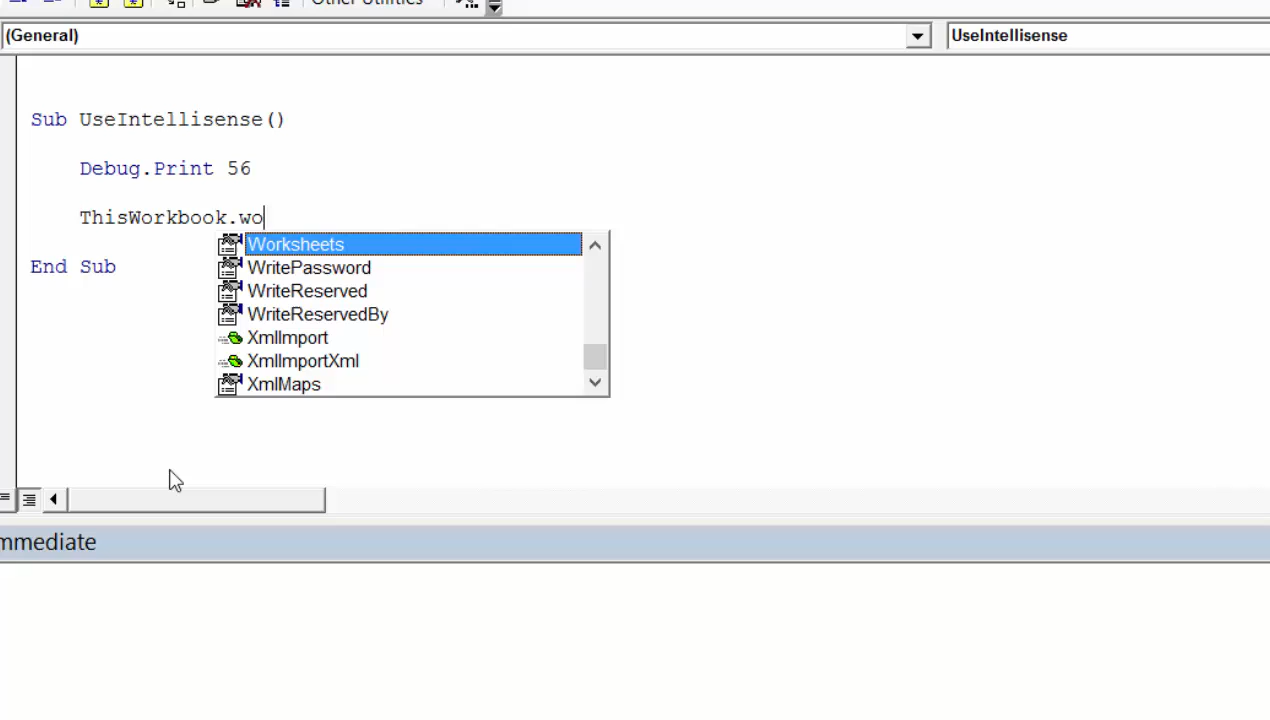 Other Utilities
(General)
UseIntellisense
Sub UseIntellisense()
Debug.Print 56
ThisWorkbook.wo
Worksheets
WritePassword
WriteReserved
WriteReservedBy
XmlImport
XmlImportXml
XmlMaps
End Sub
mmediate